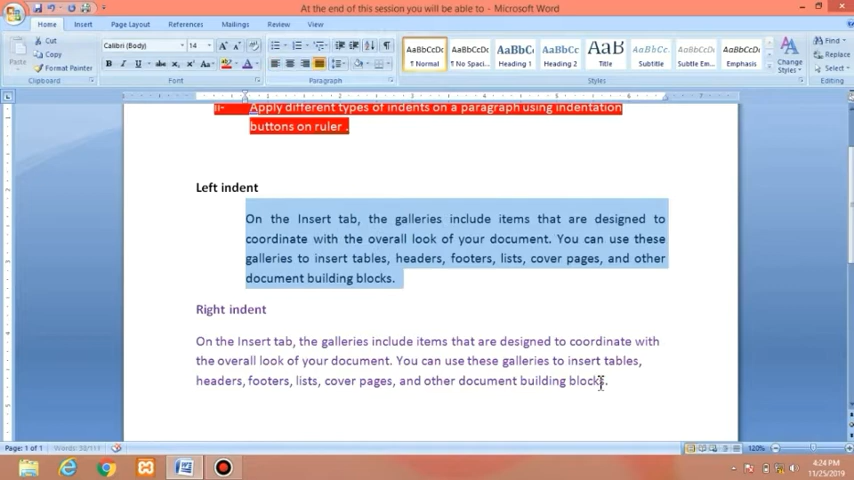 At the end of this session you will be able to - Microsoft Word
Home Insert Page Layout References Mailings Review View
Cut
Copy
Format Painter
Paste
Clipboard
Calibri (Body) 14
Font
Paragraph
AaBbCcDc AaBbCcDc AaBbCc AaBbCc AaB AaBbCc. AaBbCcDc AaBbCcDc
¶ Normal ¶ No Spaci... Heading 1 Heading 2 Title Subtitle Subtle Em... Emphasis
Styles
Change
Styles
Find
Replace
Select
Editing
ii- Apply different types of indents on a paragraph using indentation
buttons on ruler .
Left indent
On the Insert tab, the galleries include items that are designed to
coordinate with the overall look of your document. You can use these
galleries to insert tables, headers, footers, lists, cover pages, and other
document building blocks.
Right indent
On the Insert tab, the galleries include items that are designed to coordinate with
the overall look of your document. You can use these galleries to insert tables,
headers, footers, lists, cover pages, and other document building blocks.
Page: 1 of 1 Words: 38/111
120%
4:24 PM
11/25/2019